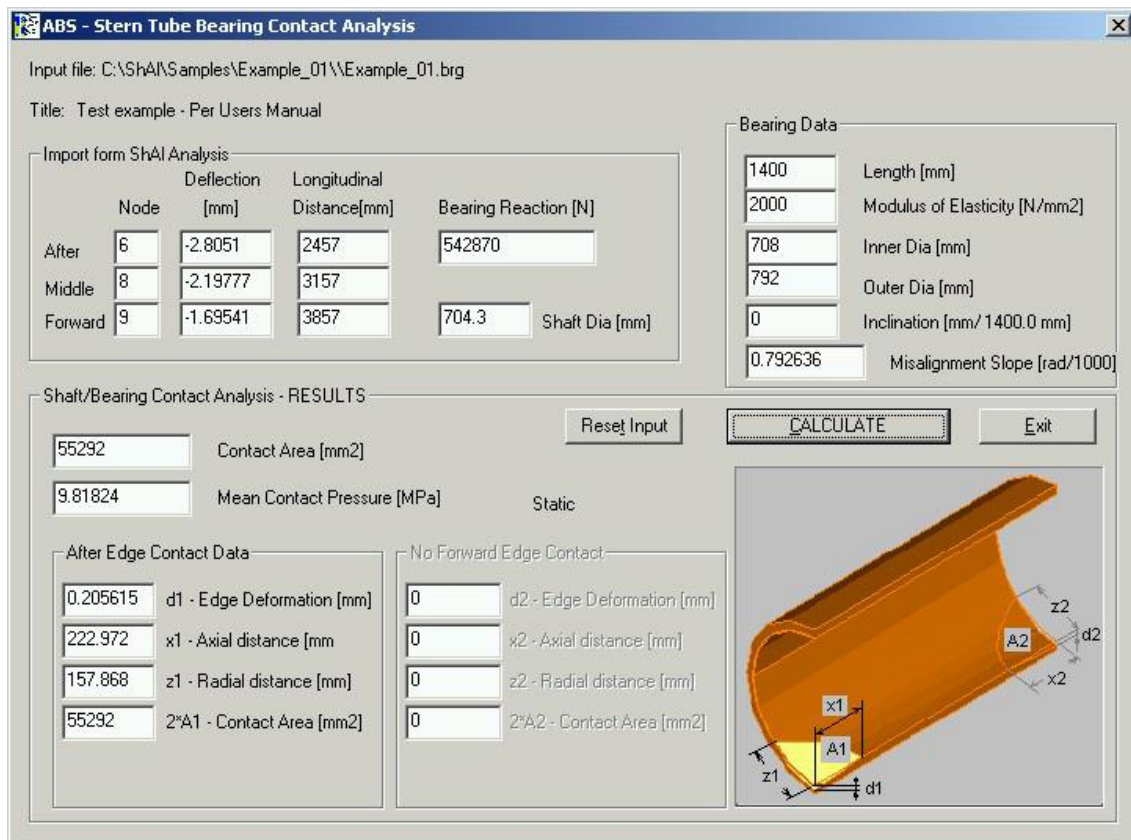 ABS - Stern Tube Bearing Contact Analysis
Input file: C:\ShAl\Samples\Example_01\\Example_01.brg
Title: Test example - Per Users Manual
Import form ShAl Analysis
Deflection Longitudinal
Node [mm] Distance[mm] Bearing Reaction [N]
After 6 -2.8051 2457 542870
Middle 8 -2.19777 3157
Forward 9 -1.69541 3857 704.3 Shaft Dia [mm]
Bearing Data
1400 Length [mm]
2000 Modulus of Elasticity [N/mm2]
708 Inner Dia [mm]
792 Outer Dia [mm]
0 Inclination [mm/ 1400.0 mm]
0.792636 Misalignment Slope [rad/1000]
Shaft/Bearing Contact Analysis - RESULTS
Reset Input CALCULATE Exit
55292 Contact Area [mm2]
9.81824 Mean Contact Pressure [MPa] Static
After Edge Contact Data
0.205615 d1 - Edge Deformation [mm]
222.972 x1 - Axial distance [mm
157.868 z1 - Radial distance [mm]
55292 2*A1 - Contact Area [mm2]
No Forward Edge Contact
0 d2 - Edge Deformation [mm]
0 x2 - Axial distance [mm]
0 z2 - Radial distance [mm]
0 2*A2 - Contact Area [mm2]
z2
A2 d2
x2
x1
A1
z1
d1